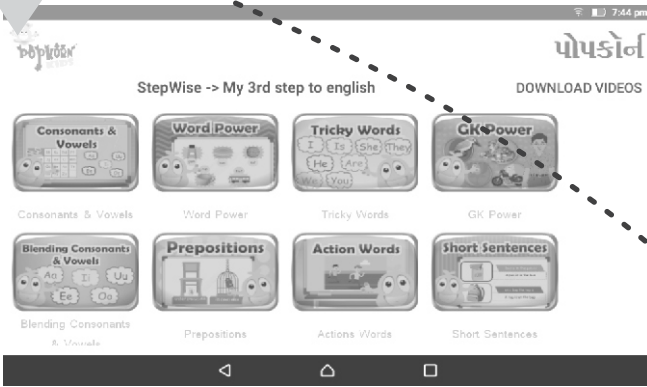 7:44 pm
પોપકોર્ન
StepWise -> My 3rd step to english
DOWNLOAD VIDEOS
Consonants &
Vowels
Word Power
Tricky Words
I Is She They
He Are
We You
GK Power
Consonants & Vowels
Word Power
Tricky Words
GK Power
Blending Consonants
& Vowels
Aa Ii Uu
Ee Oo
Prepositions
Action Words
Short Sentences
Blending Consonants
& Vowels
Prepositions
Actions Words
Short Sentences